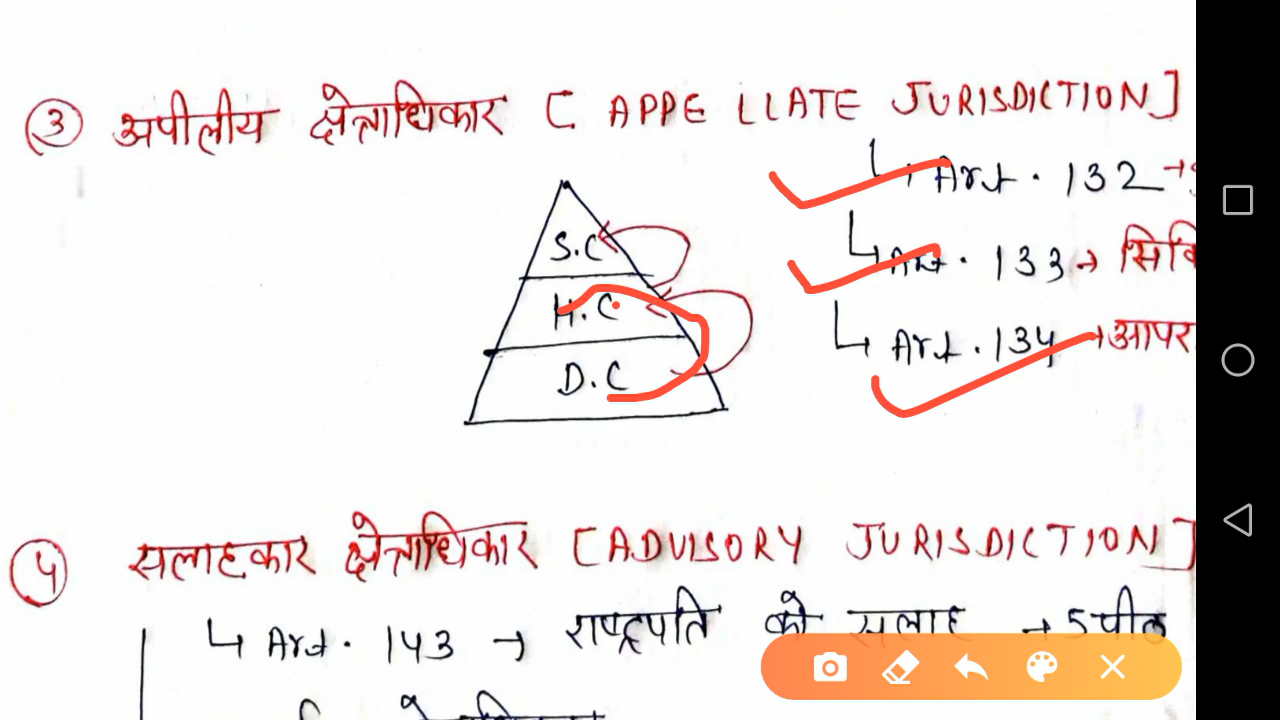 ③ अपीलीय क्षेत्राधिकार [ APPELLATE JURISDICTION ]
↳ Art. 132 →
S.C
↳ Art. 133 → सिवि
H.C
↳ Art. 134 → आपर
D.C
④ सलाहकार क्षेत्राधिकार [ ADVISORY JURISDICTION ]
↳ Art. 143 → राष्ट्रपति को सलाह →